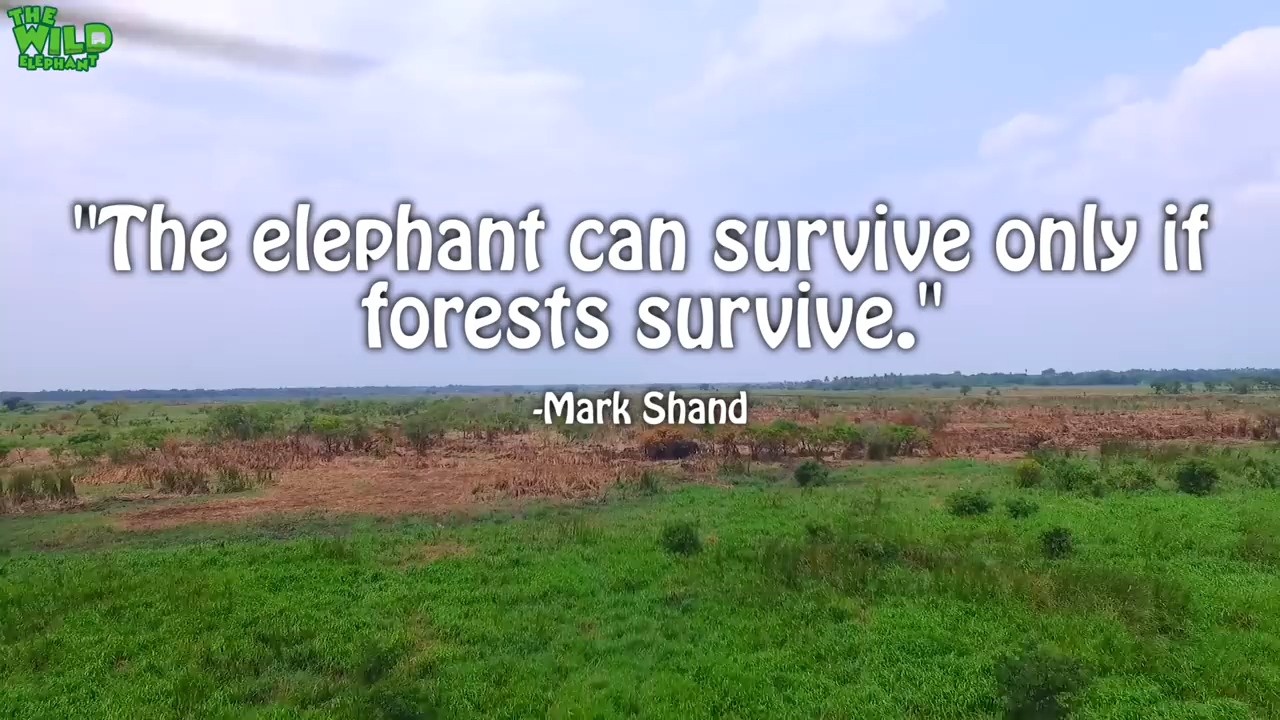 THE
WILD
ELEPHANT
"The elephant can survive only if
forests survive."
-Mark Shand